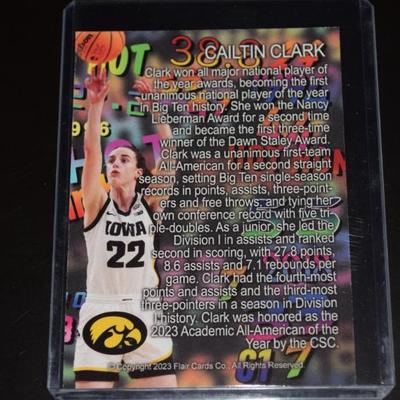 38.8
HOT
CAILTIN CLARK
Clark won all major national player of
the year awards, becoming the first
unanimous national player of the year
in Big Ten history. She won the Nancy
Lieberman Award for a second time
and became the first three-time
winner of the Dawn Staley Award.
Clark was a unanimous first-team
All-American for a second straight
season, setting Big Ten single-season
records in points, assists, three-point-
ers and free throws, and tying her
own conference record with five tri-
ple-doubles. As a junior she led the
Division I in assists and ranked
second in scoring, with 27.8 points,
8.6 assists and 7.1 rebounds per
game. Clark had the fourth-most
points and assists and the third-most
three-pointers in a season in Division
I history. Clark was honored as the
2023 Academic All-American of the
Year by the CSC.
IOWA
22
© Copyright 2023 Flair Cards Co., All Rights Reserved.